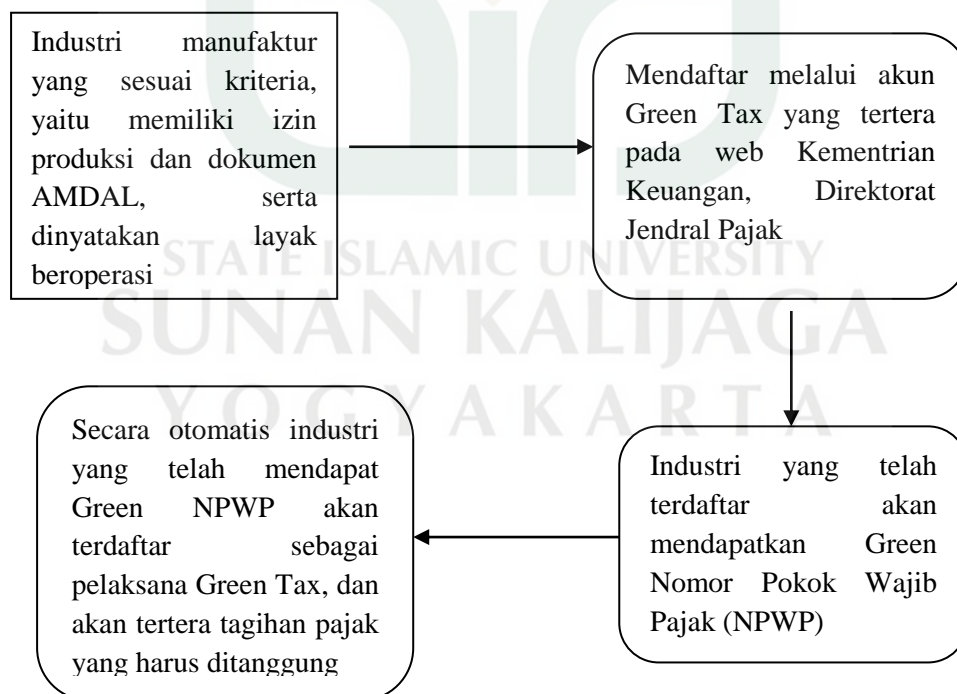 Industri manufaktur
yang sesuai kriteria,
yaitu memiliki izin
produksi dan dokumen
AMDAL, serta
dinyatakan layak
beroperasi
Mendaftar melalui akun
Green Tax yang tertera
pada web Kementrian
Keuangan, Direktorat
Jendral Pajak
STATE ISLAMIC UNIVERSITY
SUNAN KALIJAGA
YOGYAKARTA
Industri yang telah
terdaftar akan
mendapatkan Green
Nomor Pokok Wajib
Pajak (NPWP)
Secara otomatis industri
yang telah mendapat
Green NPWP akan
terdaftar sebagai
pelaksana Green Tax, dan
akan tertera tagihan pajak
yang harus ditanggung